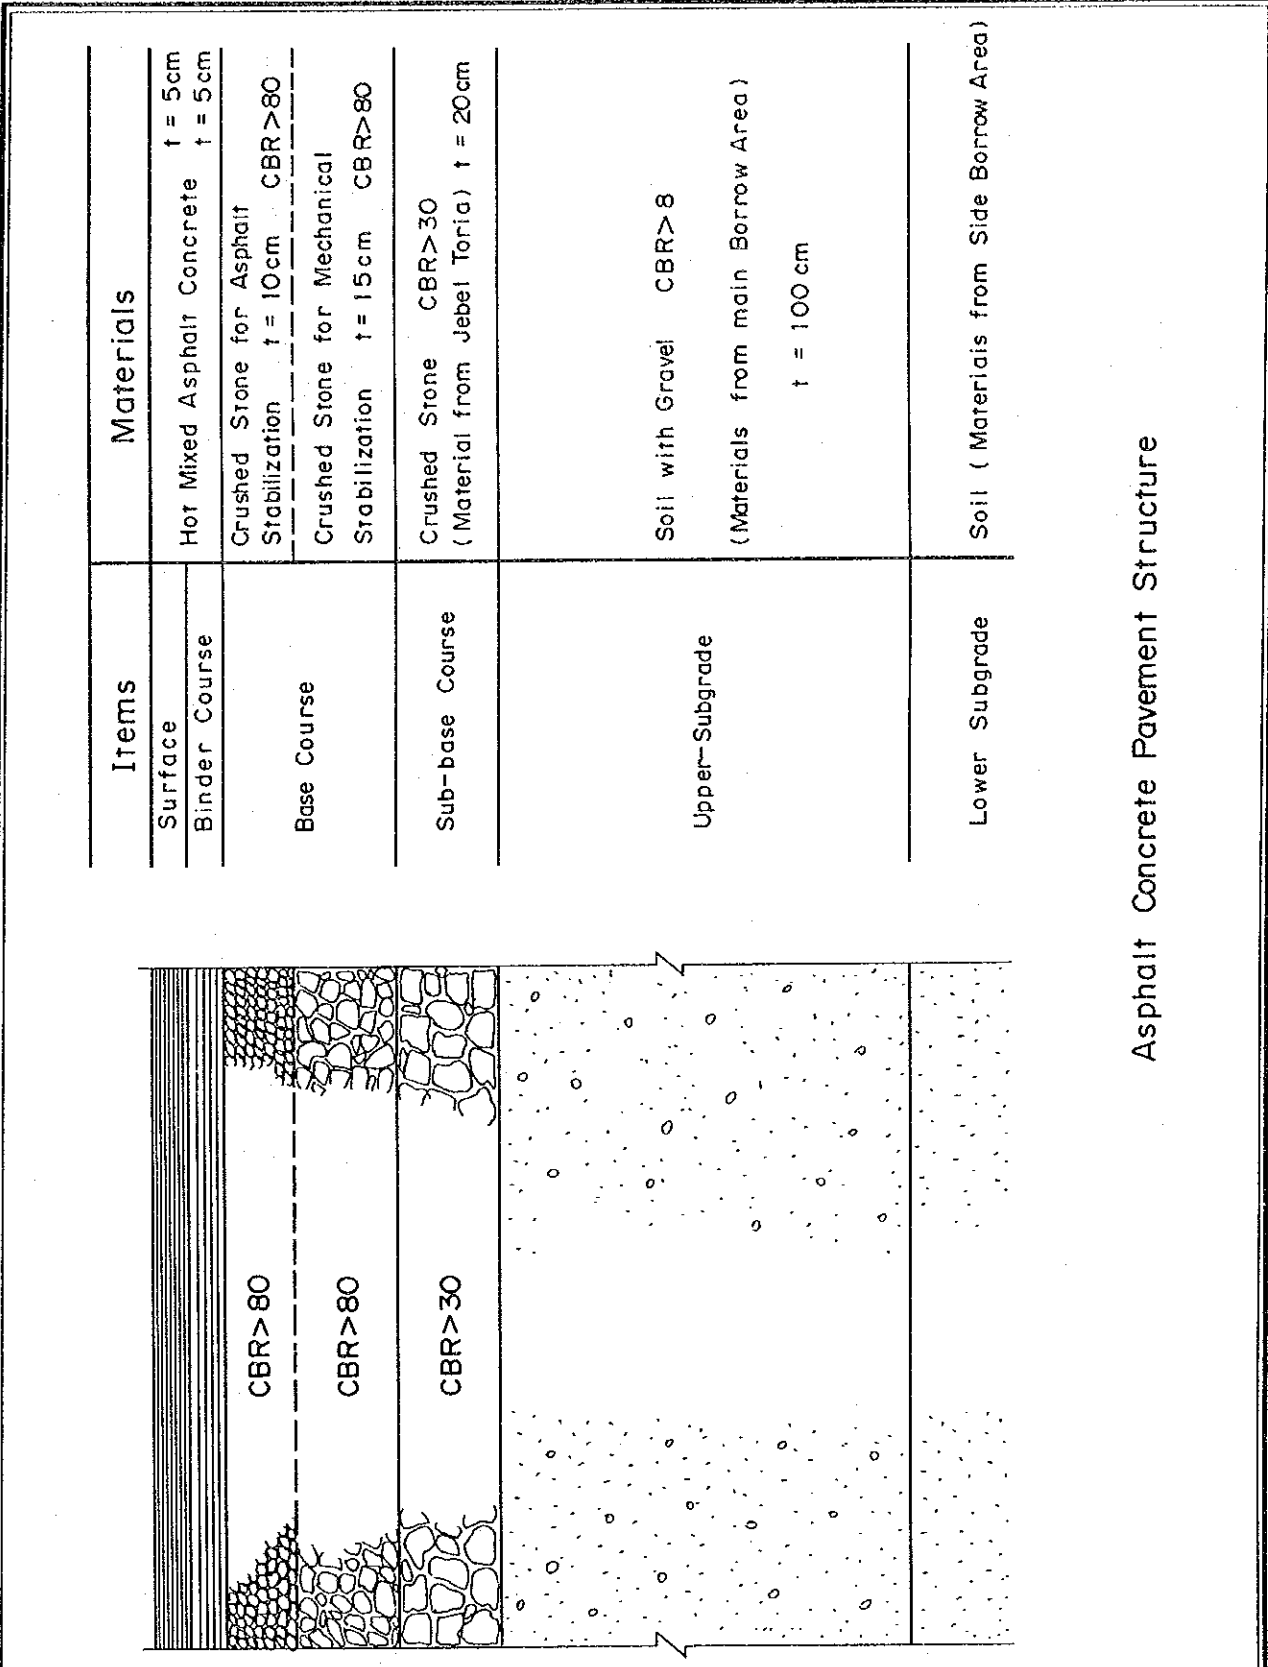 Items
Materials
Surface
t = 5cm
Hot Mixed Asphalt Concrete
Binder Course
t = 5cm
Base Course
Crushed Stone for Asphalt
Stabilization t = 10cm CBR>80
Crushed Stone for Mechanical
Stabilization t = 15cm CBR>80
Sub-base Course
Crushed Stone CBR>30
(Material from Jebel Toria) t = 20cm
Upper-Subgrade
Soil with Gravel CBR>8
(Materials from main Borrow Area)
t = 100cm
Lower Subgrade
Soil (Materials from Side Borrow Area)
CBR>80
CBR>80
CBR>30
Asphalt Concrete Pavement Structure